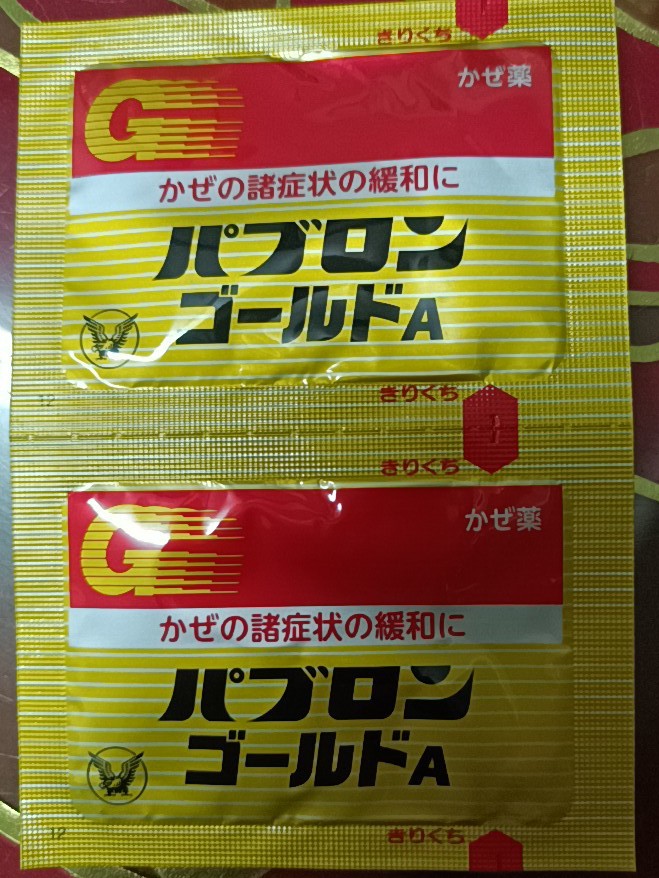 きりくち
G
かぜ薬
かぜの諸症状の緩和に
パブロン
ゴールドA
12
きりくち
きりくち
G
かぜ薬
かぜの諸症状の緩和に
パブロン
ゴールドA
12
きりくち